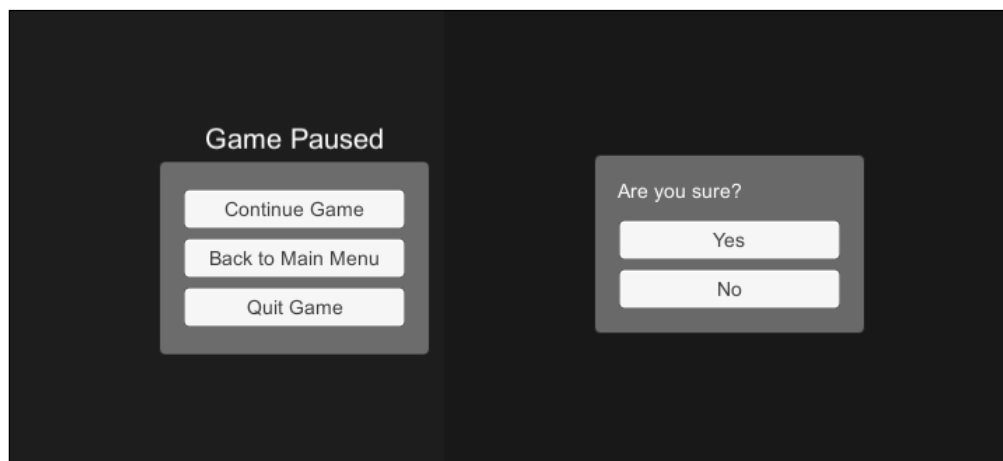 Game Paused
Continue Game
Back to Main Menu
Quit Game
Are you sure?
Yes
No